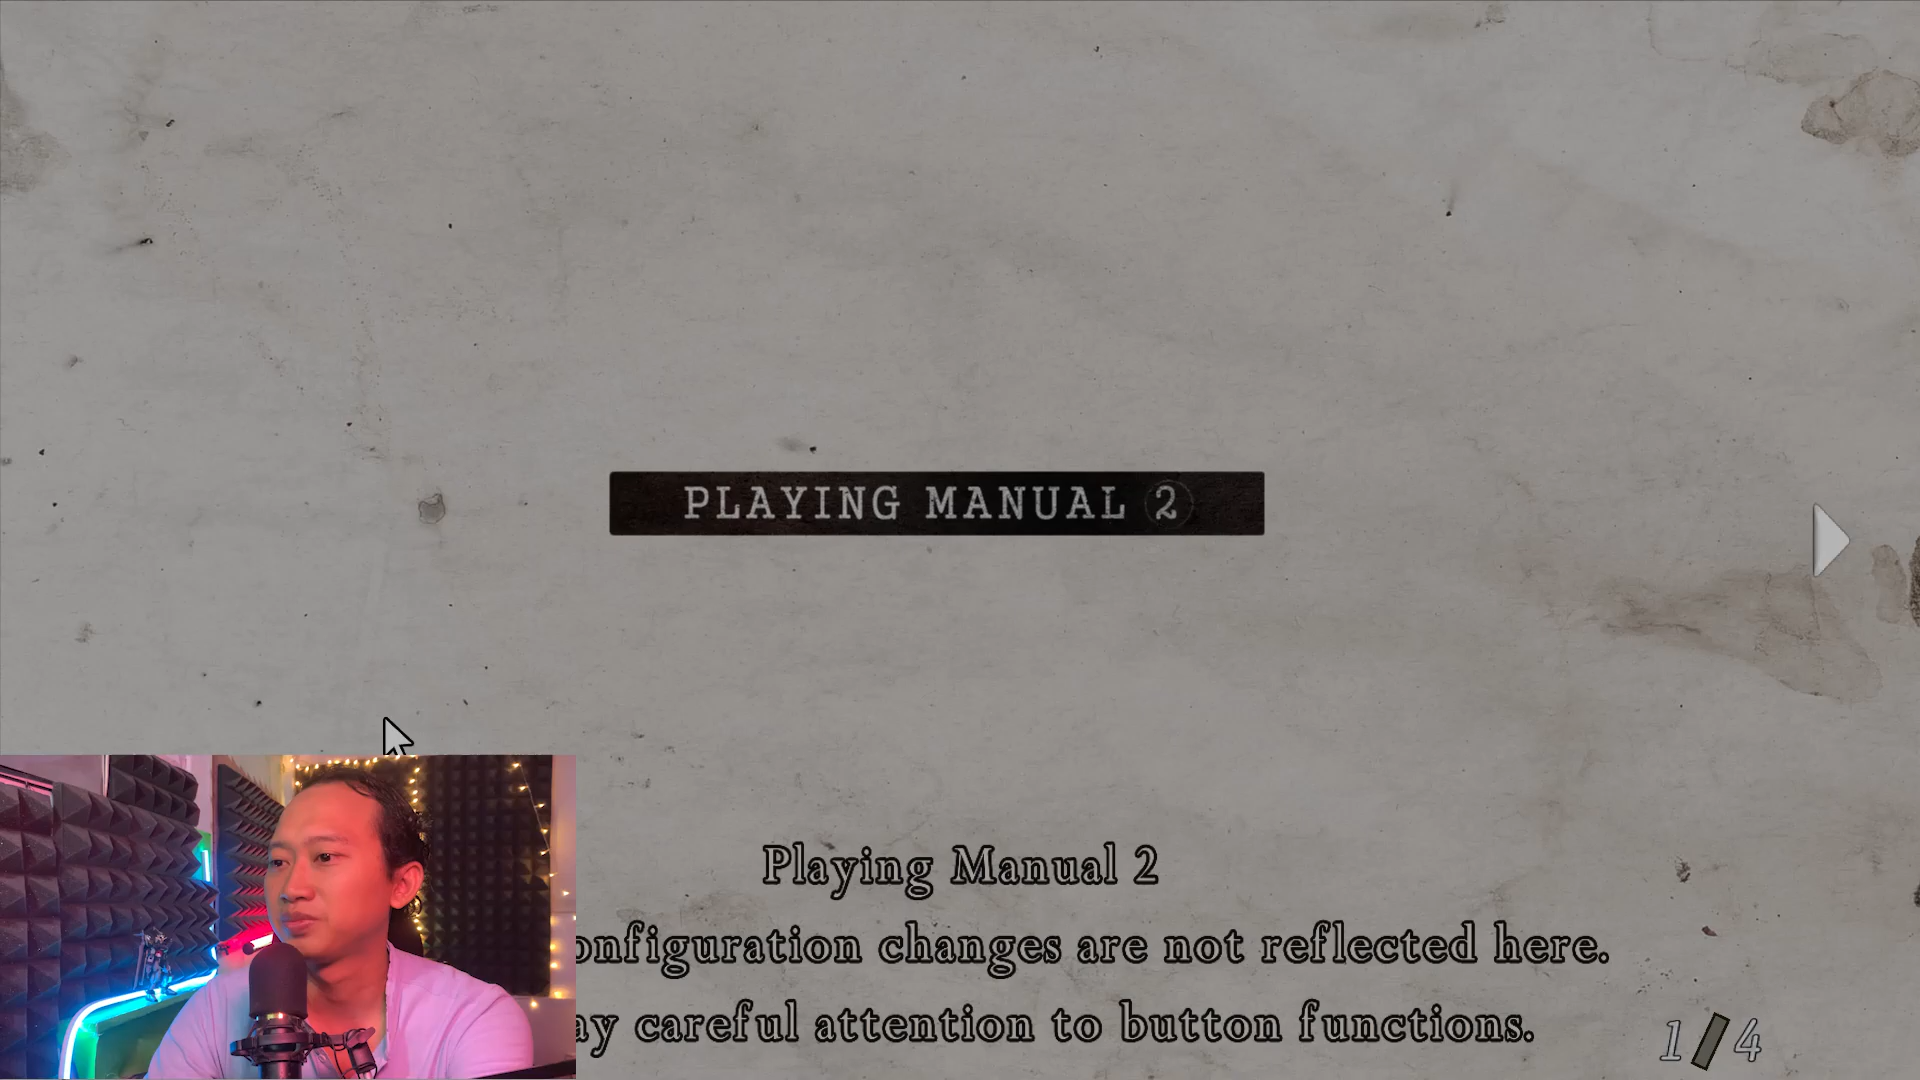 PLAYING MANUAL 2
Playing Manual 2
onfiguration changes are not reflected here.
ay careful attention to button functions.
1/4